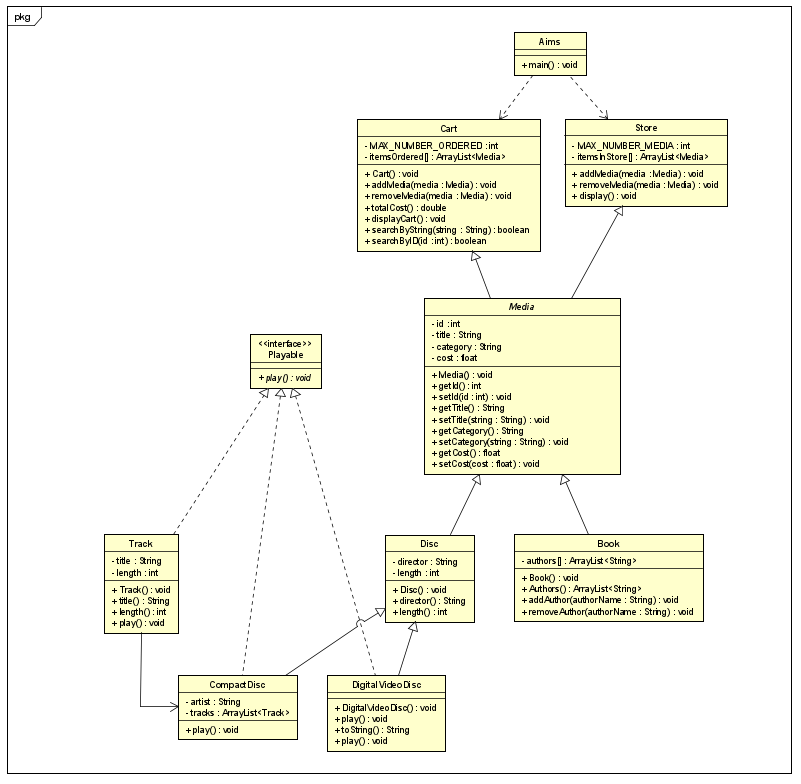 pkg
Aims
+ main() : void
Cart
- MAX_NUMBER_ORDERED : int
- itemsOrdered[] : ArrayList<Media>
+ Cart() : void
+ addMedia(media : Media) : void
+ removeMedia(media : Media) : void
+ totalCost() : double
+ displayCart() : void
+ searchByString(string : String) : boolean
+ searchByID(id : int) : boolean
Store
- MAX_NUMBER_MEDIA : int
- itemsInStore[] : ArrayList<Media>
+ addMedia(media : Media) : void
+ removeMedia(media : Media) : void
+ display() : void
Media
- id : int
- title : String
- category : String
- cost : float
+ Media() : void
+ getId() : int
+ setId(id : int) : void
+ getTitle() : String
+ setTitle(string : String) : void
+ getCategory() : String
+ setCategory(string : String) : void
+ getCost() : float
+ setCost(cost : float) : void
<<interface>>
Playable
+ play() : void
Track
- title : String
- length : int
+ Track() : void
+ title() : String
+ length() : int
+ play() : void
Disc
- director : String
- length : int
+ Disc() : void
+ director() : String
+ length() : int
Book
- authors[] : ArrayList<String>
+ Book() : void
+ Authors() : ArrayList<String>
+ addAuthor(authorName : String) : void
+ removeAuthor(authorName : String) : void
CompactDisc
- artist : String
- tracks : ArrayList<Track>
+ play() : void
DigitalVideoDisc
+ DigitalVideoDisc() : void
+ play() : void
+ toString() : String
+ play() : void